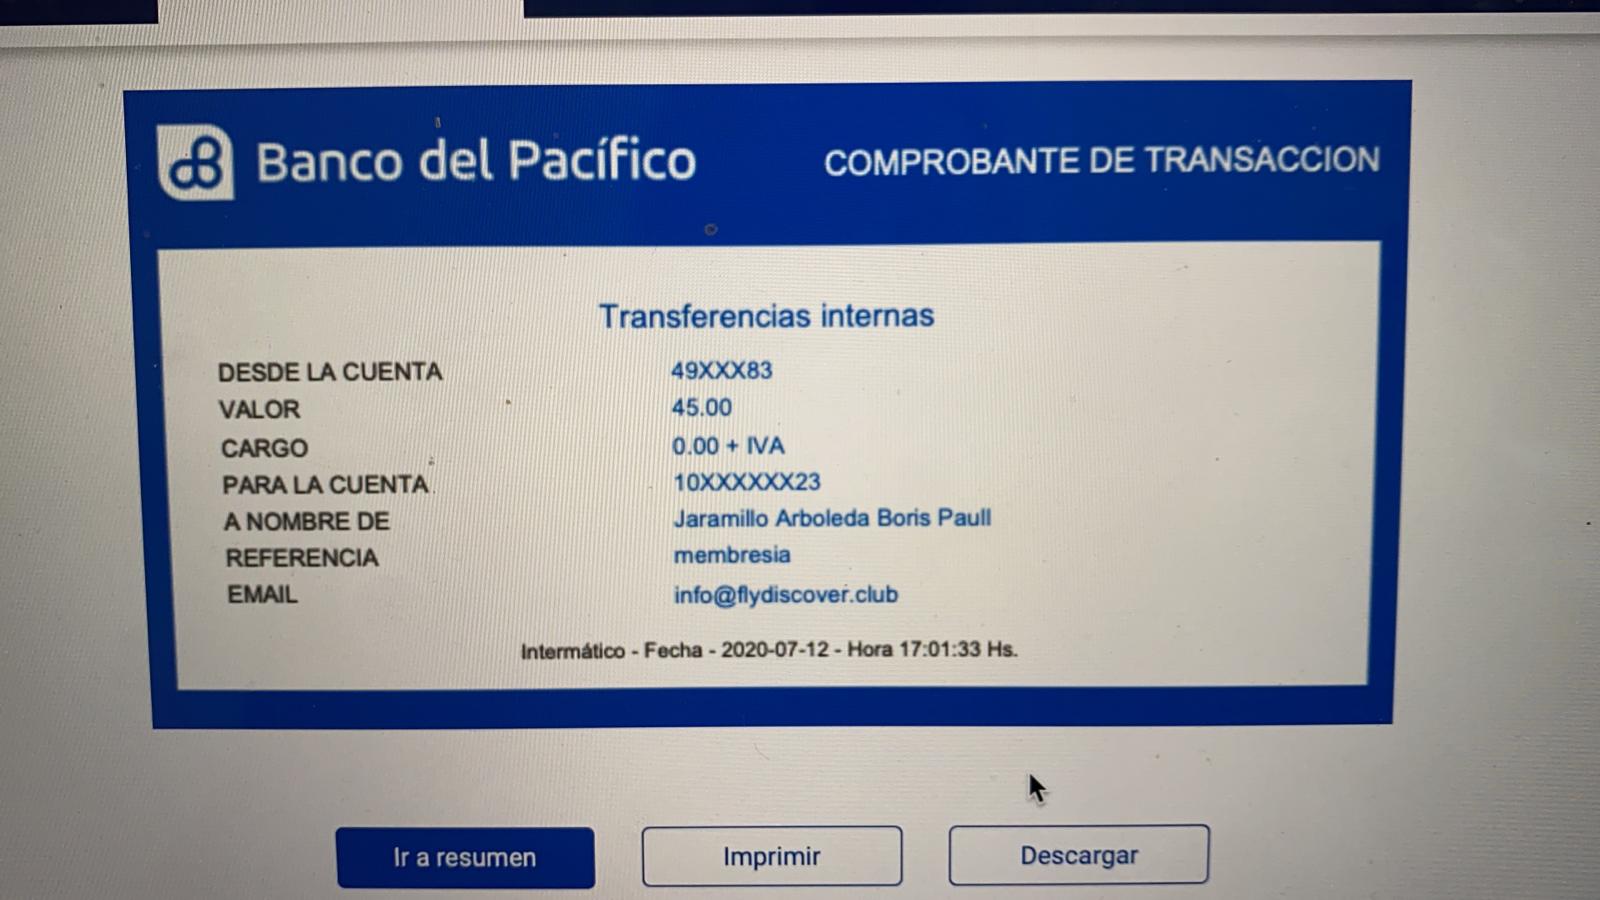 Banco del Pacífico
COMPROBANTE DE TRANSACCION
Transferencias internas
DESDE LA CUENTA 49XXX83
VALOR 45.00
CARGO 0.00 + IVA
PARA LA CUENTA 10XXXXXX23
A NOMBRE DE Jaramillo Arboleda Boris Paull
REFERENCIA membresia
EMAIL info@flydiscover.club
Intermático - Fecha - 2020-07-12 - Hora 17:01:33 Hs.
Ir a resumen
Imprimir
Descargar